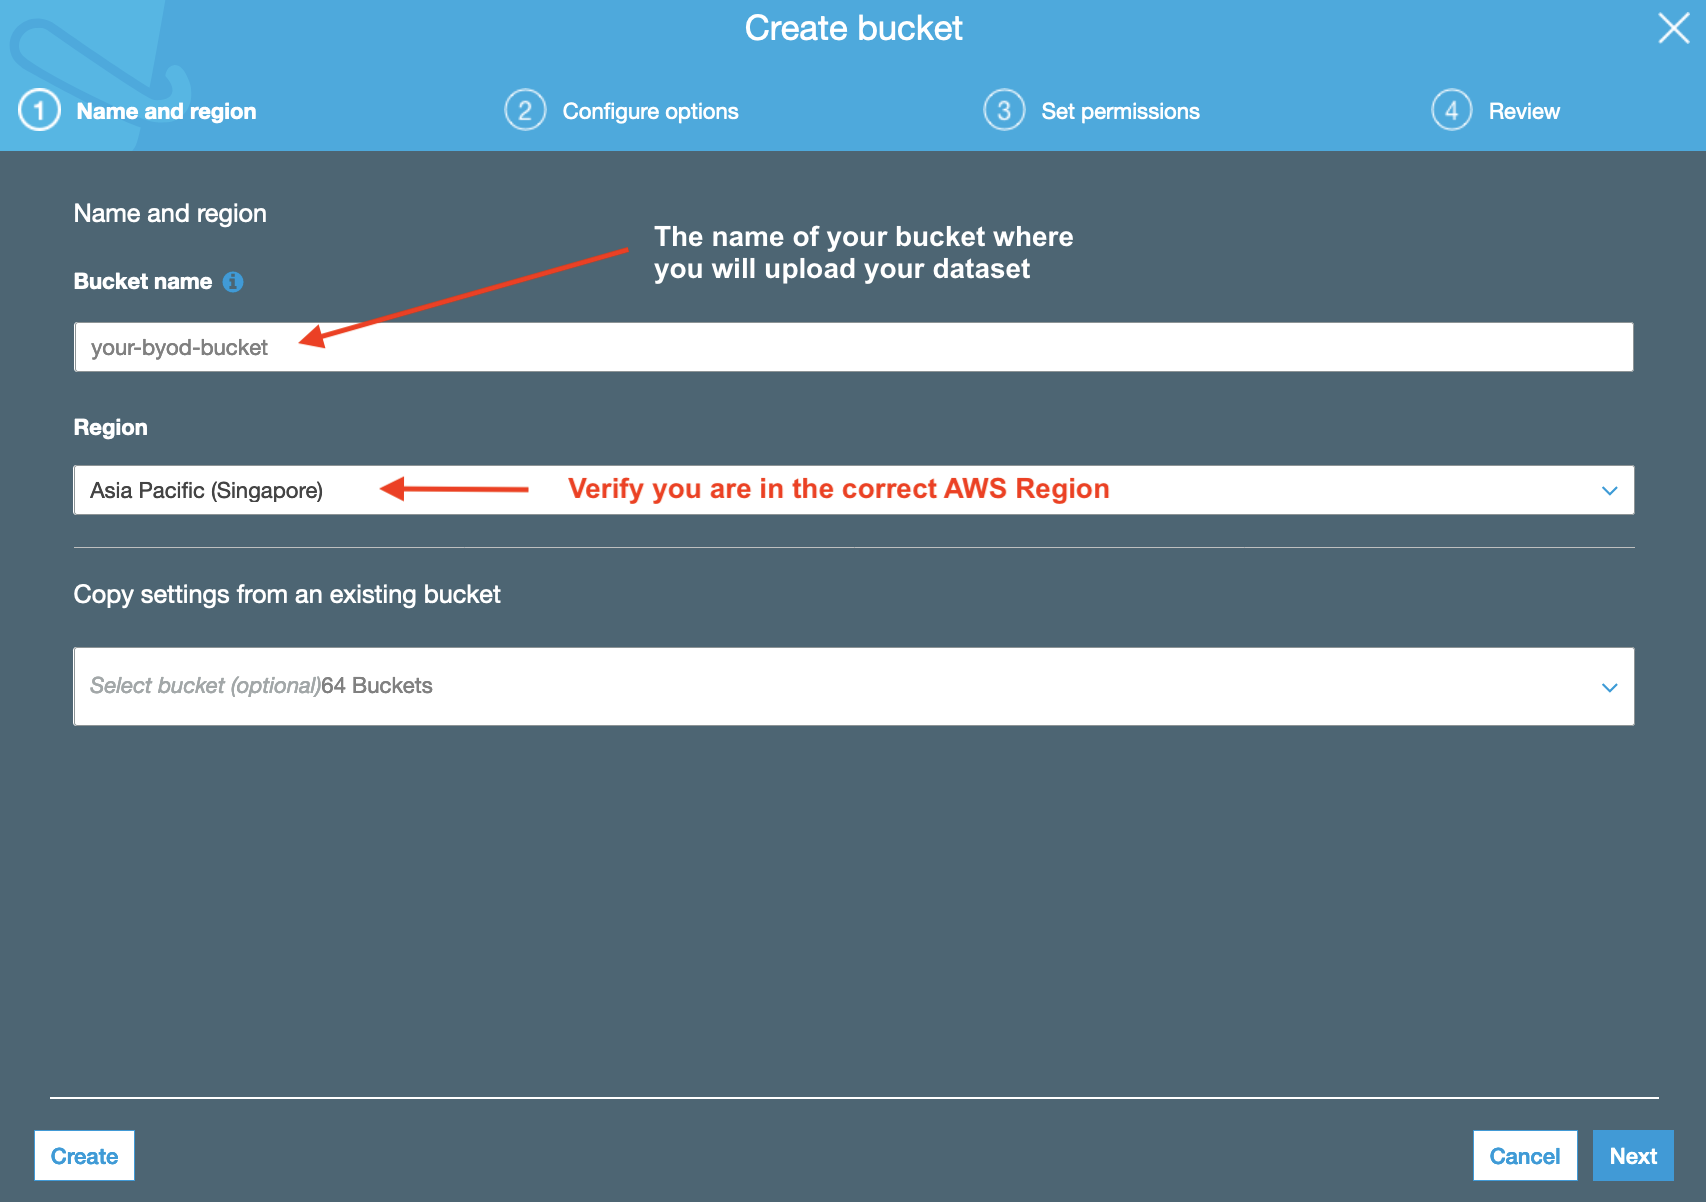 Create bucket
1 Name and region
2 Configure options
3 Set permissions
4 Review
Name and region
The name of your bucket where
you will upload your dataset
Bucket name
your-byod-bucket
Region
Asia Pacific (Singapore)
Verify you are in the correct AWS Region
Copy settings from an existing bucket
Select bucket (optional)64 Buckets
Create
Cancel
Next